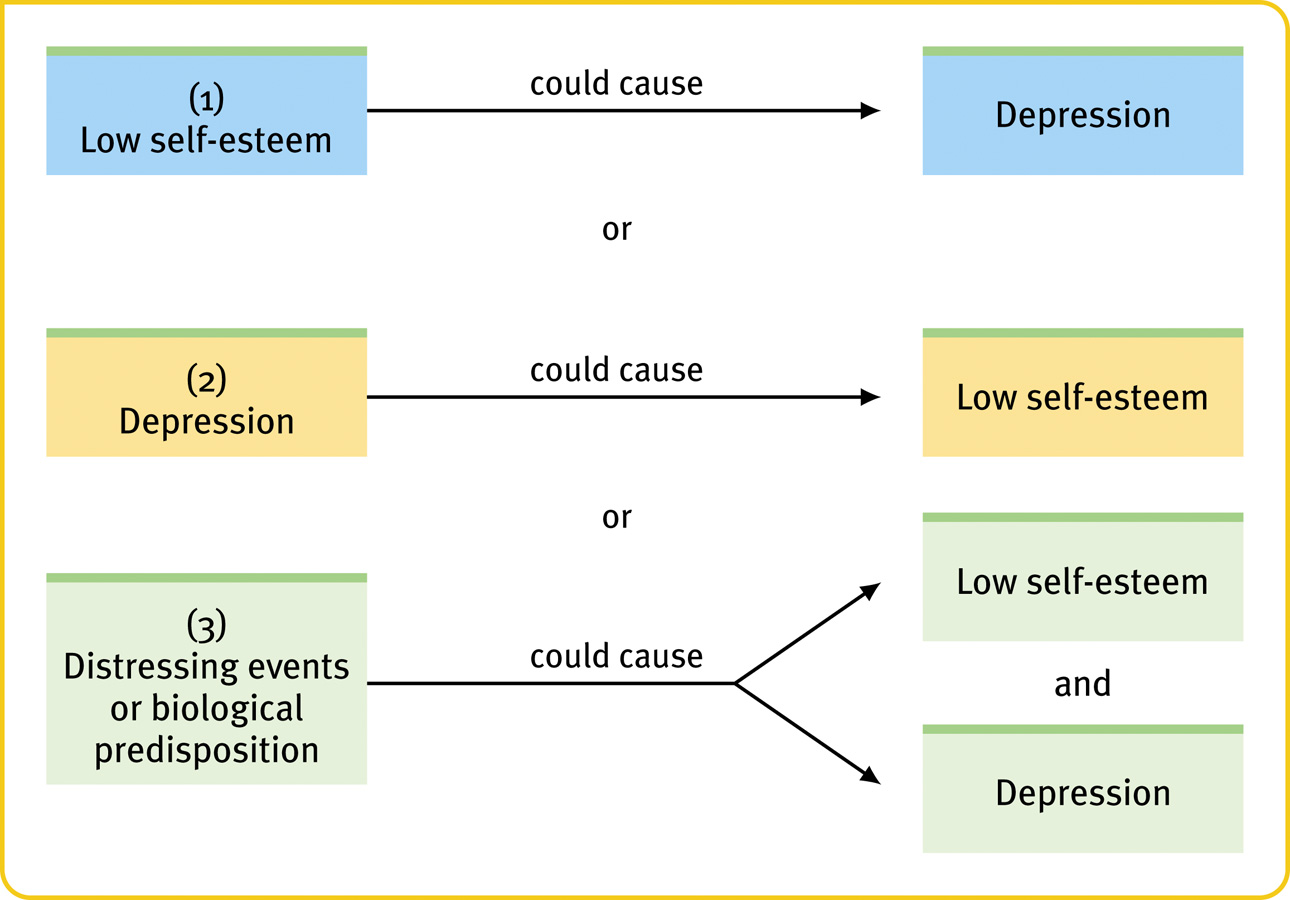 (1)
Low self-esteem
could cause
Depression
or
(2)
Depression
could cause
Low self-esteem
or
(3)
Distressing events
or biological
predisposition
could cause
Low self-esteem
and
Depression